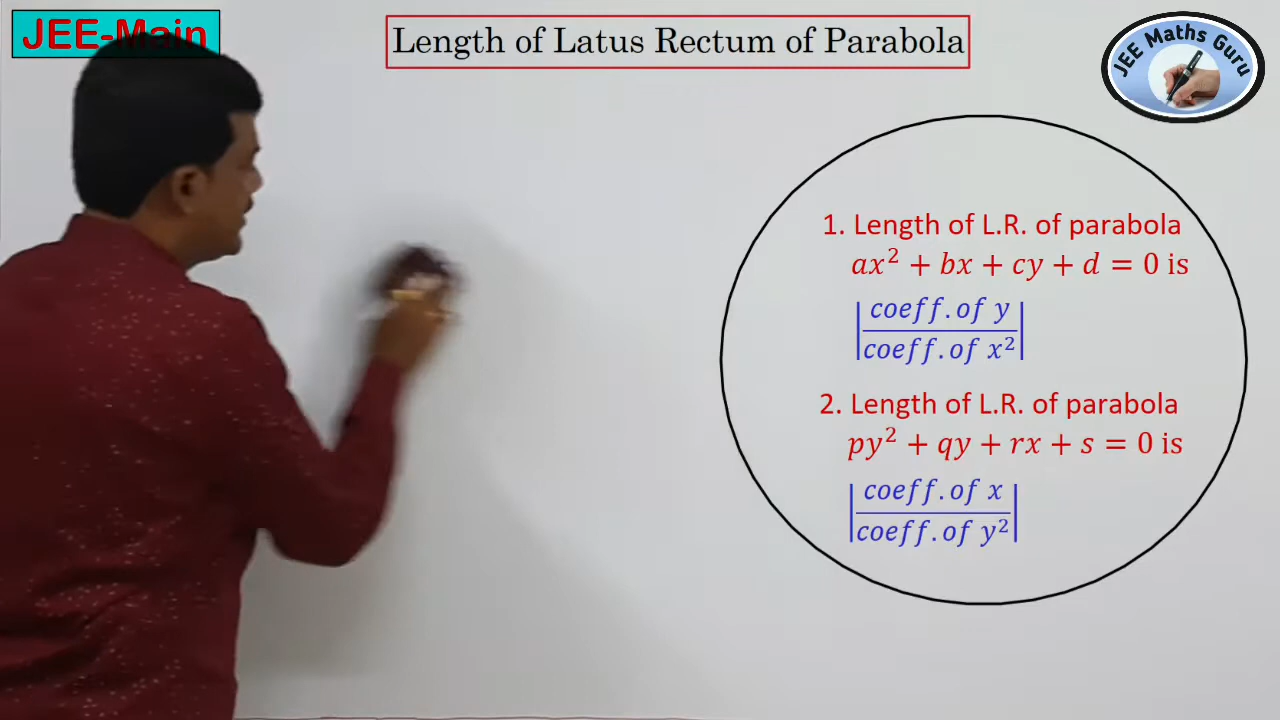 JEE-Main
Length of Latus Rectum of Parabola
JEE Maths Guru
1. Length of L.R. of parabola
ax² + bx + cy + d = 0 is
|coeff.of y / coeff.of x²|
2. Length of L.R. of parabola
py² + qy + rx + s = 0 is
|coeff.of x / coeff.of y²|